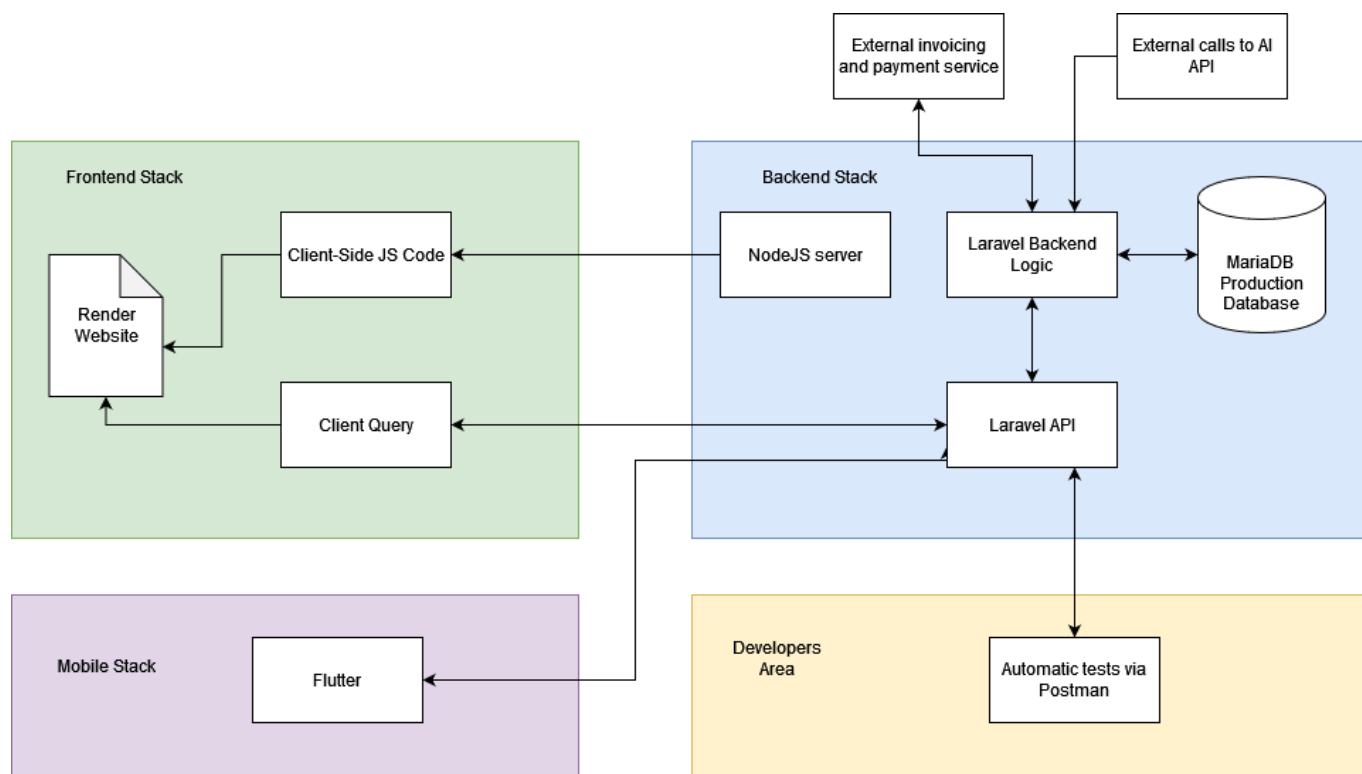 External invoicing
and payment service
External calls to AI
API
Frontend Stack
Backend Stack
Client-Side JS Code
NodeJS server
Laravel Backend
Logic
MariaDB
Production
Database
Render
Website
Client Query
Laravel API
Mobile Stack
Flutter
Developers
Area
Automatic tests via
Postman